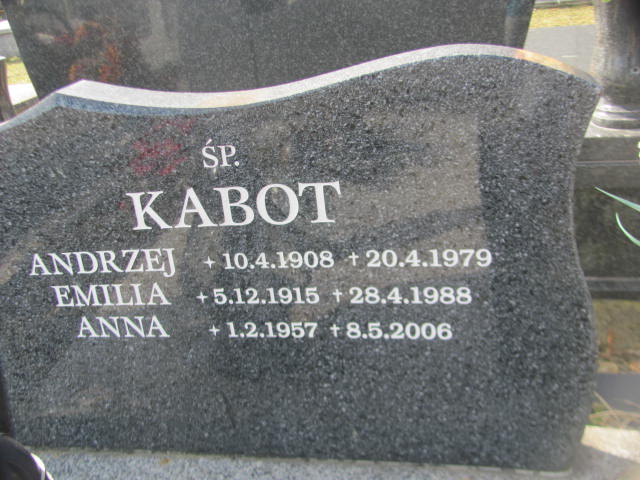 ŚP.
KABOT
ANDRZEJ + 10.4.1908 † 20.4.1979
EMILIA + 5.12.1915 † 28.4.1988
ANNA + 1.2.1957 † 8.5.2006